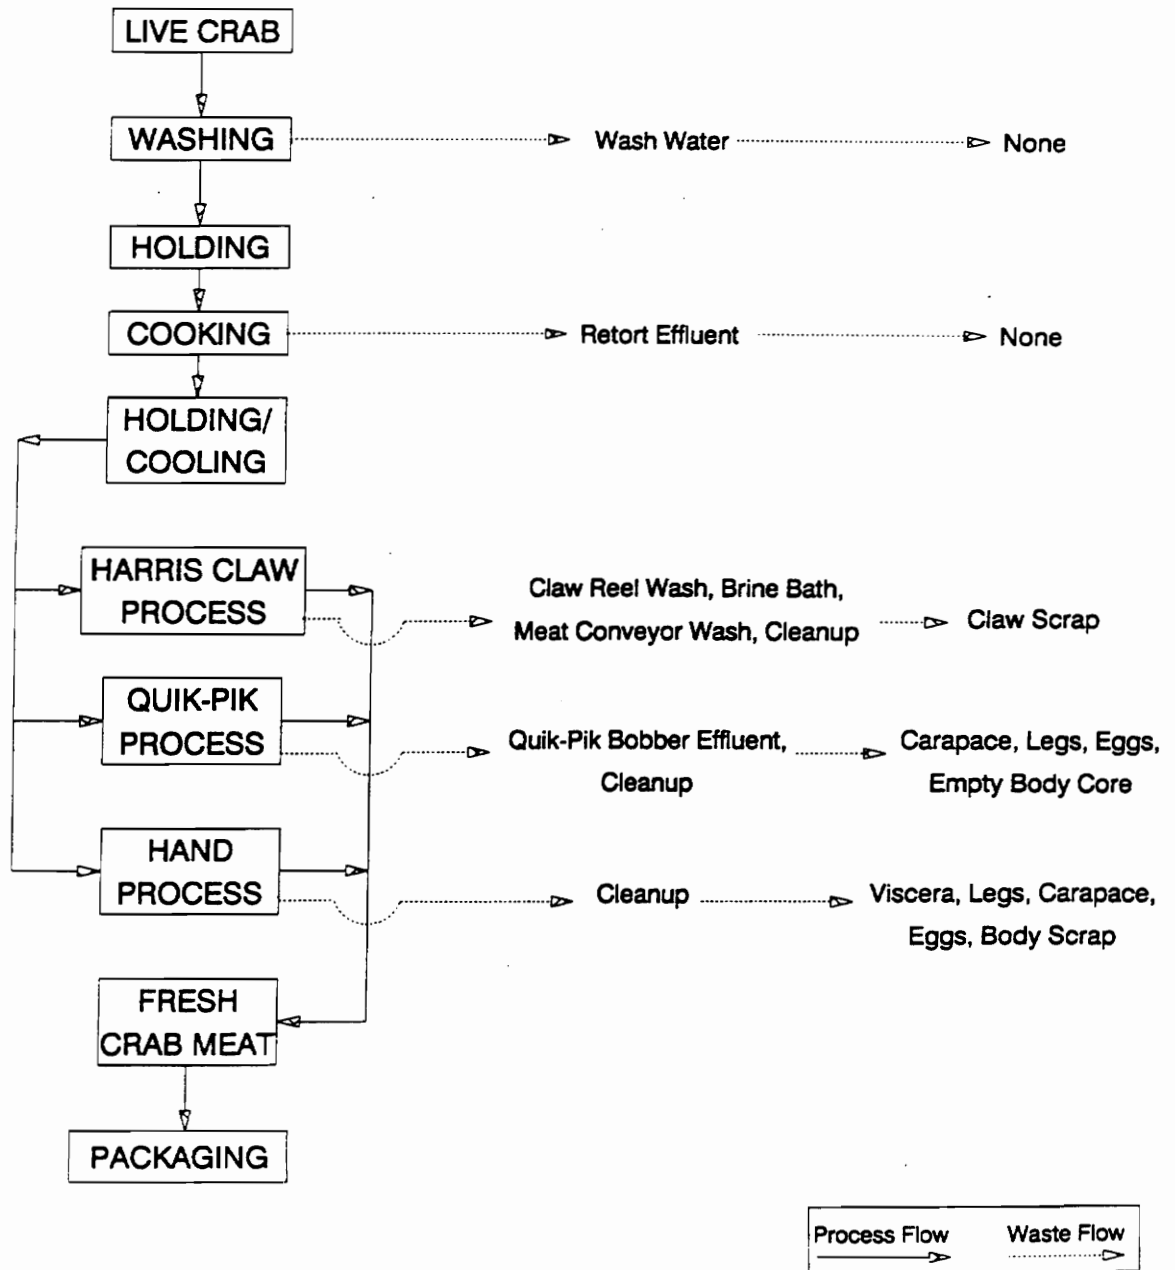 LIVE CRAB
WASHING
Wash Water
None
HOLDING
COOKING
Retort Effluent
None
HOLDING/
COOLING
HARRIS CLAW
PROCESS
Claw Reel Wash, Brine Bath,
Meat Conveyor Wash, Cleanup
Claw Scrap
QUIK-PIK
PROCESS
Quik-Pik Bobber Effluent,
Cleanup
Carapace, Legs, Eggs,
Empty Body Core
HAND
PROCESS
Cleanup
Viscera, Legs, Carapace,
Eggs, Body Scrap
FRESH
CRAB MEAT
PACKAGING
Process Flow
Waste Flow